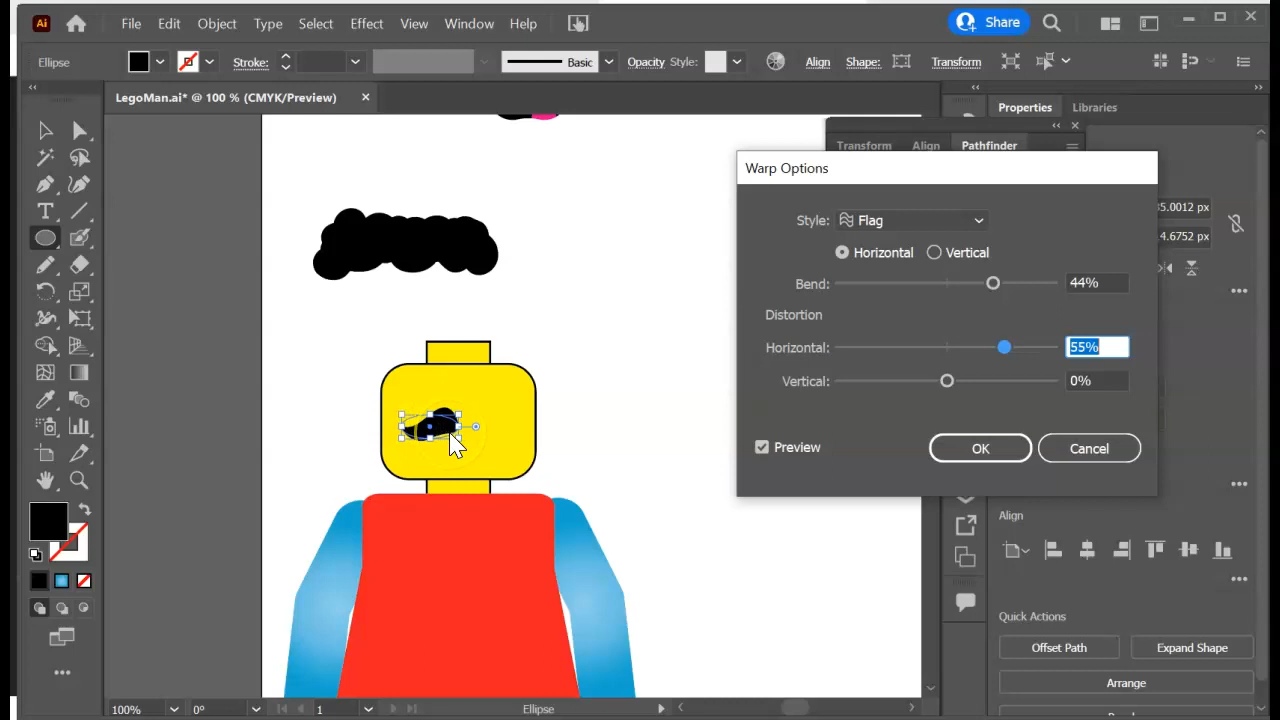 Ai File Edit Object Type Select Effect View Window Help Share
Ellipse Stroke: Basic Opacity Style: Align Shape: Transform
LegoMan.ai* @ 100 % (CMYK/Preview)
Properties Libraries
Transform Align Pathfinder
Warp Options
Style: Flag
Horizontal Vertical
Bend: 44%
Distortion
Horizontal: 55%
Vertical: 0%
Preview OK Cancel
35.0012 px
4.6752 px
Align
Quick Actions
Offset Path Expand Shape
Arrange
100% 0° 1 Ellipse